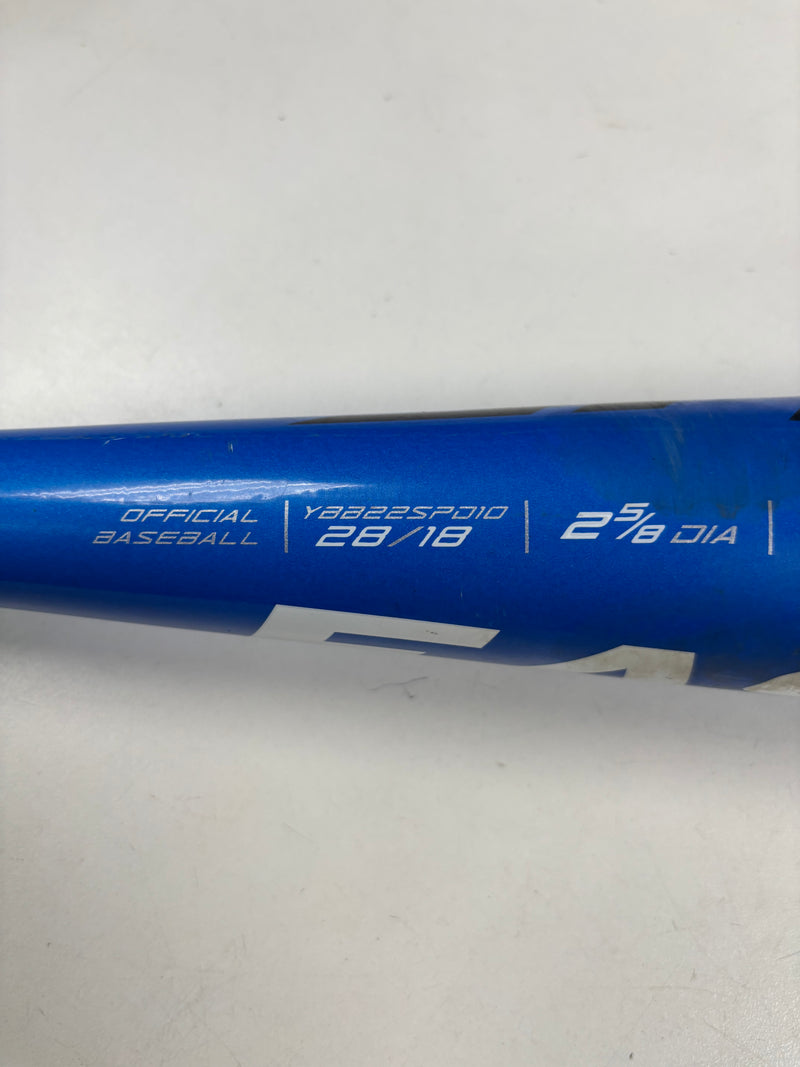 OFFICIAL
BASEBALL
YBB22SPD10
28/18
2 5/8 DIA